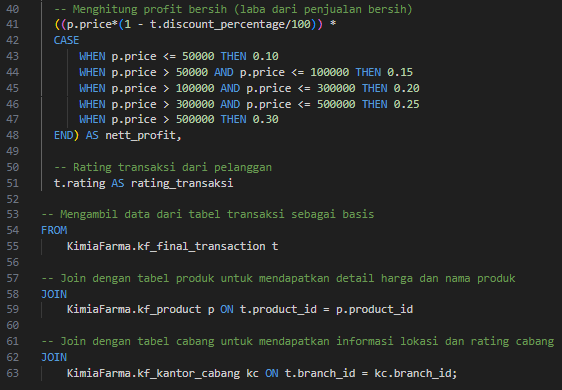 40 -- Menghitung profit bersih (laba dari penjualan bersih)
41 ((p.price*(1 - t.discount_percentage/100)) *
42 CASE
43 WHEN p.price <= 50000 THEN 0.10
44 WHEN p.price > 50000 AND p.price <= 100000 THEN 0.15
45 WHEN p.price > 100000 AND p.price <= 300000 THEN 0.20
46 WHEN p.price > 300000 AND p.price <= 500000 THEN 0.25
47 WHEN p.price > 500000 THEN 0.30
48 END) AS nett_profit,
49
50 -- Rating transaksi dari pelanggan
51 t.rating AS rating_transaksi
52
53 -- Mengambil data dari tabel transaksi sebagai basis
54 FROM
55 KimiaFarma.kf_final_transaction t
56
57 -- Join dengan tabel produk untuk mendapatkan detail harga dan nama produk
58 JOIN
59 KimiaFarma.kf_product p ON t.product_id = p.product_id
60
61 -- Join dengan tabel cabang untuk mendapatkan informasi lokasi dan rating cabang
62 JOIN
63 KimiaFarma.kf_kantor_cabang kc ON t.branch_id = kc.branch_id;